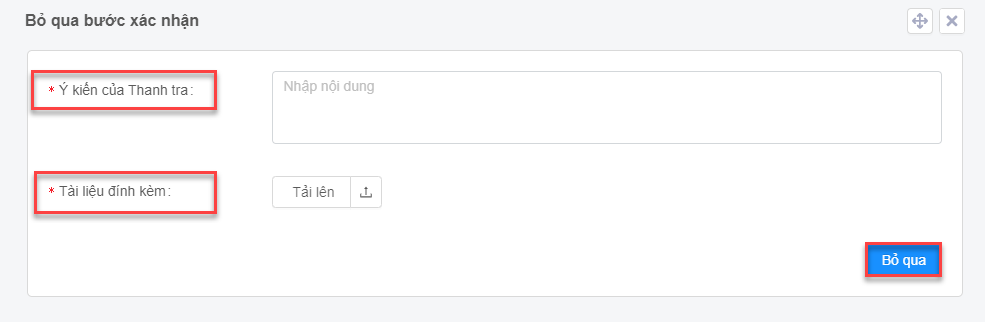 Bỏ qua bước xác nhận
* Ý kiến của Thanh tra:
Nhập nội dung
* Tài liệu đính kèm:
Tải lên
Bỏ qua